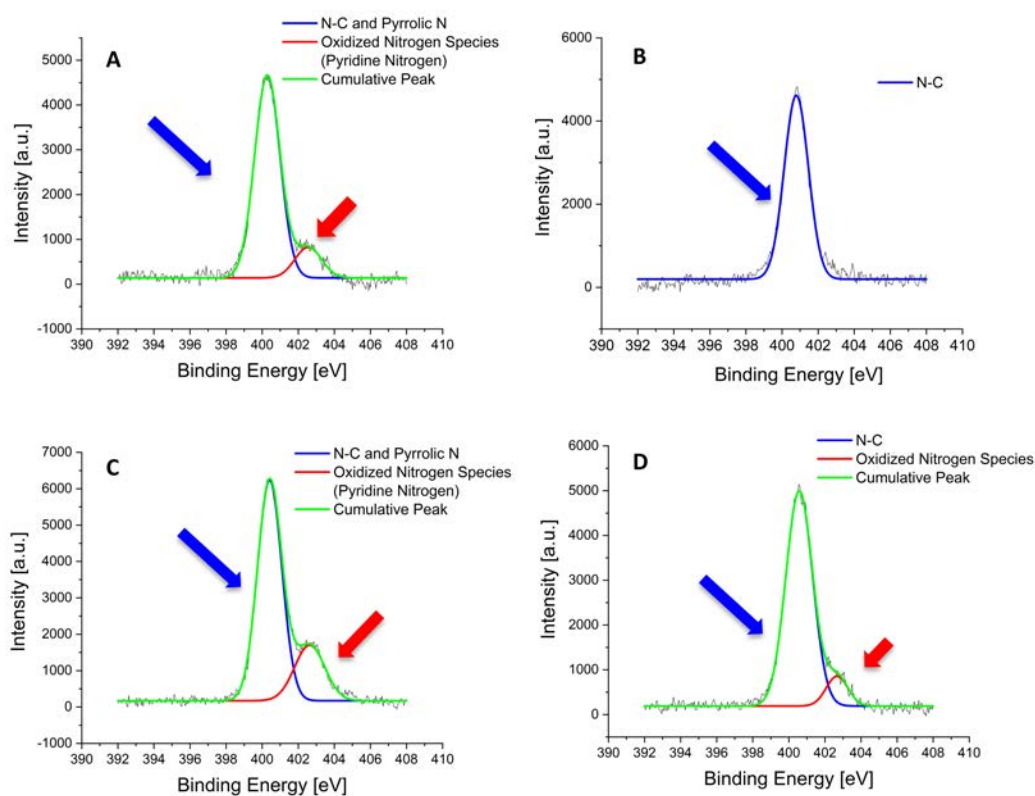 A
N-C and Pyrrolic N
Oxidized Nitrogen Species
(Pyridine Nitrogen)
Cumulative Peak
5000
4000
3000
2000
1000
0
-1000
Intensity [a.u.]
390 392 394 396 398 400 402 404 406 408 410
Binding Energy [eV]
B
N-C
6000
4000
2000
0
Intensity [a.u.]
390 392 394 396 398 400 402 404 406 408 410
Binding Energy [eV]
C
N-C and Pyrrolic N
Oxidized Nitrogen Species
(Pyridine Nitrogen)
Cumulative Peak
7000
6000
5000
4000
3000
2000
1000
0
-1000
Intensity [a.u.]
390 392 394 396 398 400 402 404 406 408 410
Binding Energy [eV]
D
N-C
Oxidized Nitrogen Species
Cumulative Peak
6000
5000
4000
3000
2000
1000
0
Intensity [a.u.]
390 392 394 396 398 400 402 404 406 408 410
Binding Energy [eV]